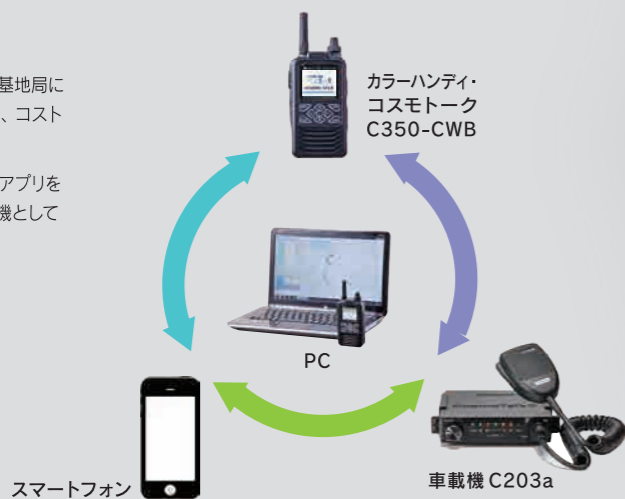 基地局に
、コスト
アプリを
機として
カラーハンディ・
コスモトーク
C350-CWB
PC
スマートフォン
車載機 C203a